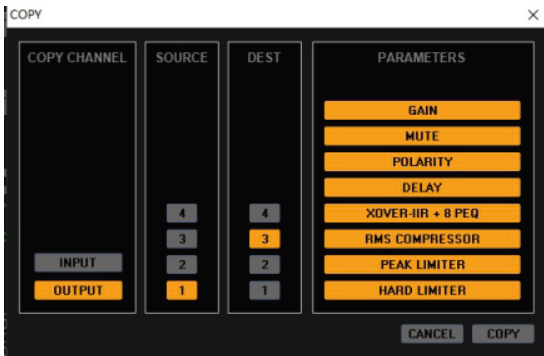 COPY
COPY CHANNEL
INPUT
OUTPUT
SOURCE
4
3
2
1
DEST
4
3
2
1
PARAMETERS
GAIN
MUTE
POLARITY
DELAY
XOVER-IIR + 8 PEQ
RMS COMPRESSOR
PEAK LIMITER
HARD LIMITER
CANCEL
COPY